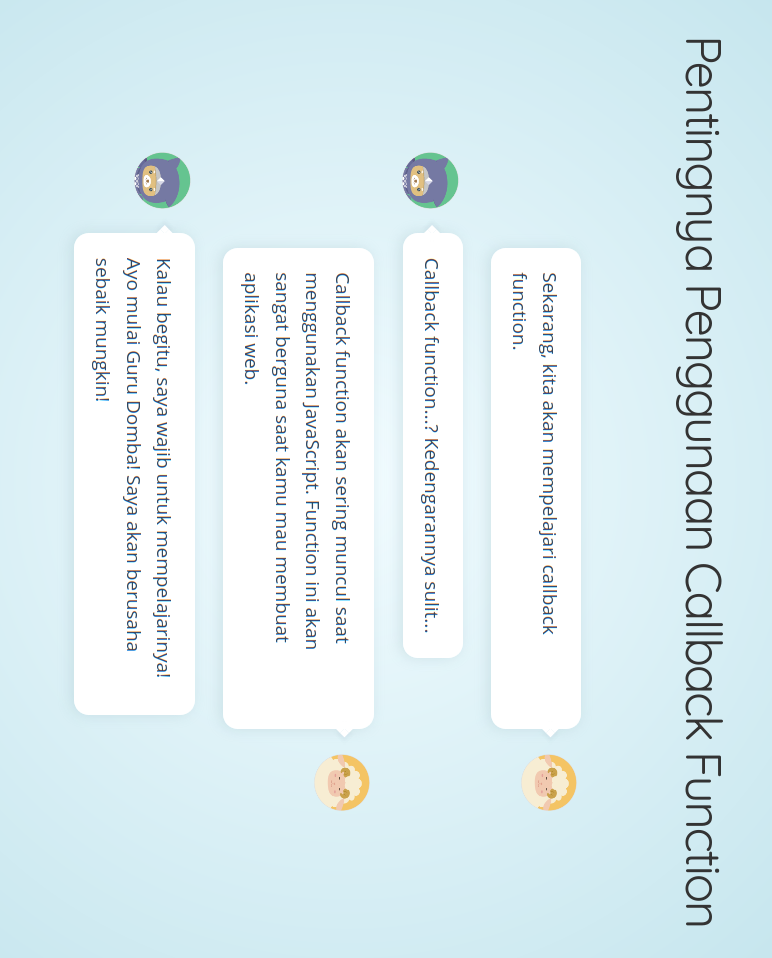 Pentingnya Penggunaan Callback Function
Sekarang, kita akan mempelajari callback
function.
Callback function...? Kedengarannya sulit...
Callback function akan sering muncul saat
menggunakan JavaScript. Function ini akan
sangat berguna saat kamu mau membuat
aplikasi web.
Kalau begitu, saya wajib untuk mempelajarinya!
Ayo mulai Guru Domba! Saya akan berusaha
sebaik mungkin!